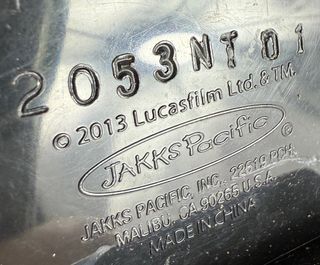 2053NT01
© 2013 Lucasfilm Ltd. & TM.
JAKKS Pacific ©
JAKKS PACIFIC, INC. 22619 PCH.
MALIBU, CA 90265 U.S.A.
MADE IN CHINA